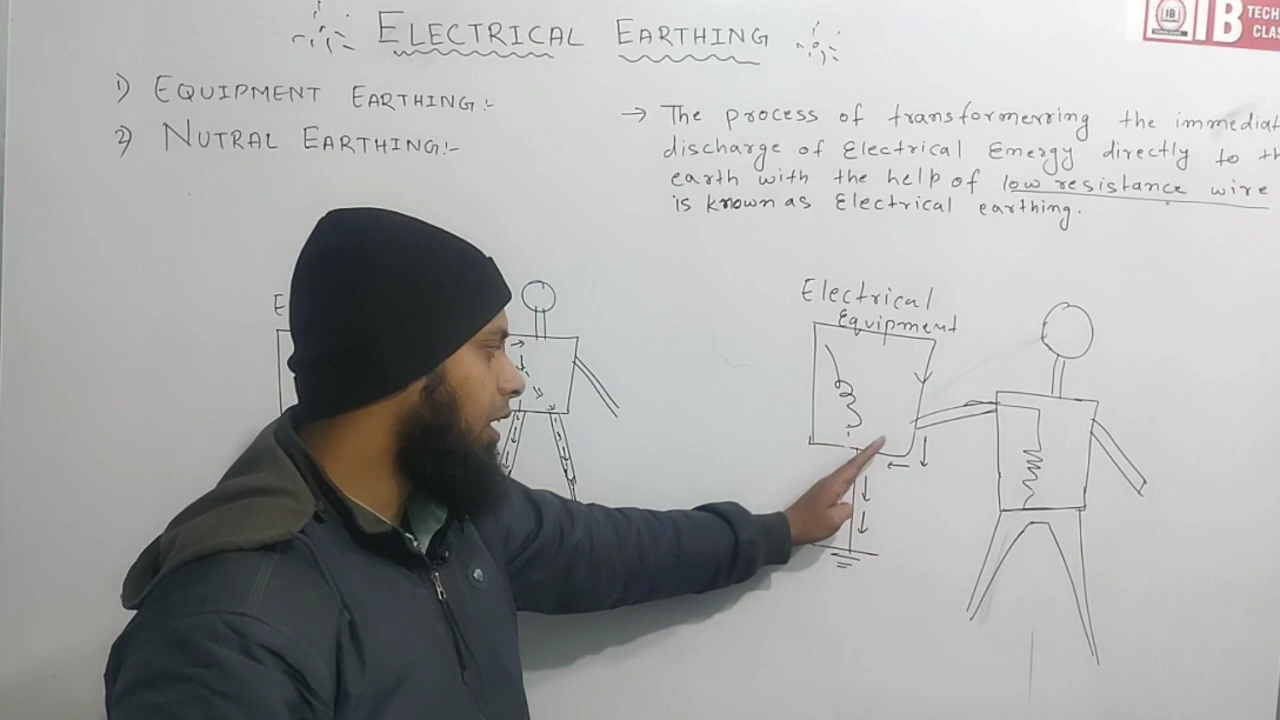 ELECTRICAL EARTHING
1) EQUIPMENT EARTHING:-
2) NUTRAL EARTHING:-
→ The process of transformerring the immediat
discharge of Electrical Energy directly to th
earth with the help of low resistance wire
is known as Electrical earthing.
E
Electrical
Equipment
IB
IB
TECH
CLAS